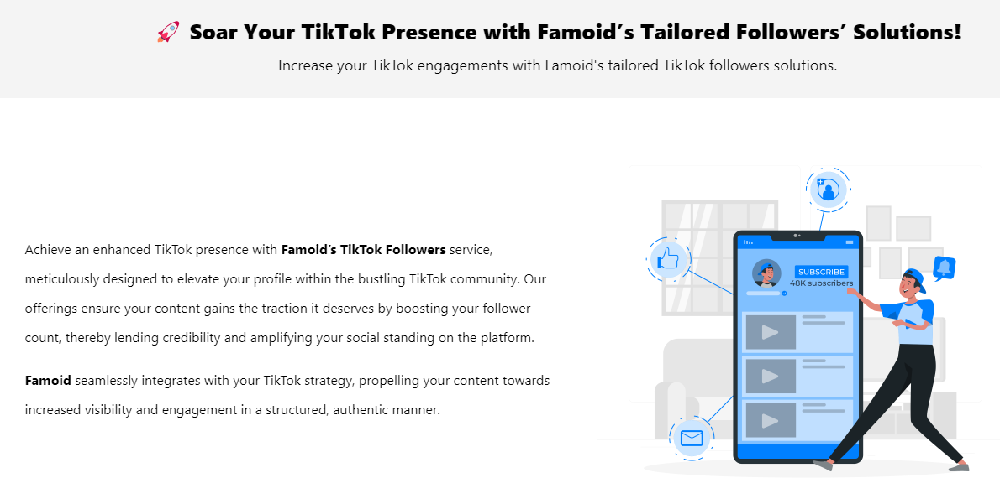 🚀 Soar Your TikTok Presence with Famoid’s Tailored Followers’ Solutions!
Increase your TikTok engagements with Famoid's tailored TikTok followers solutions.
Achieve an enhanced TikTok presence with Famoid’s TikTok Followers service,
meticulously designed to elevate your profile within the bustling TikTok community. Our
offerings ensure your content gains the traction it deserves by boosting your follower
count, thereby lending credibility and amplifying your social standing on the platform.
Famoid seamlessly integrates with your TikTok strategy, propelling your content towards
increased visibility and engagement in a structured, authentic manner.
SUBSCRIBE
48K subscribers